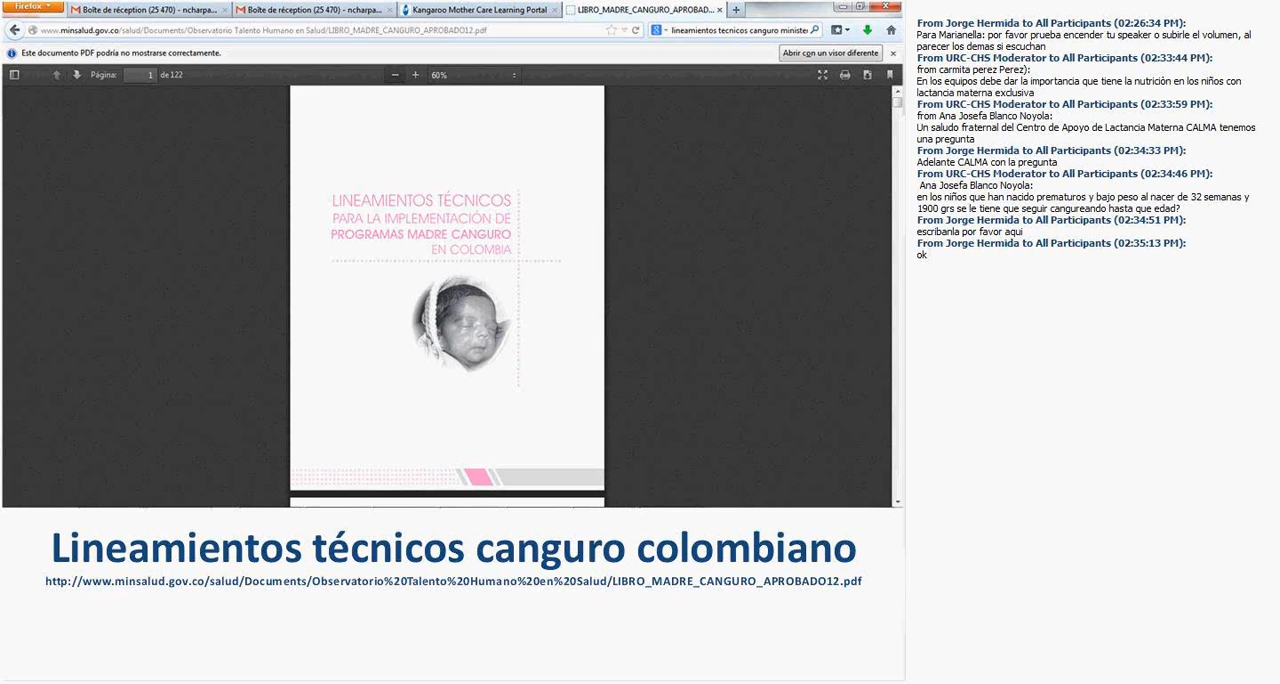 Firefox
Boîte de réception (25 470) - ncharpa...
Boîte de réception (25 470) - ncharpa...
Kangaroo Mother Care Learning Portal
LIBRO_MADRE_CANGURO_APROBAD...
www.minsalud.gov.co/salud/Documents/Observatorio Talento Humano en Salud/LIBRO_MADRE_CANGURO_APROBADO12.pdf
lineamientos tecnicos canguro ministe
Este documento PDF podría no mostrarse correctamente.
Abrir con un visor diferente
Página: 1 de 122
60%
LINEAMIENTOS TÉCNICOS
PARA LA IMPLEMENTACIÓN DE
PROGRAMAS MADRE CANGURO
EN COLOMBIA
Lineamientos técnicos canguro colombiano
http://www.minsalud.gov.co/salud/Documents/Observatorio%20Talento%20Humano%20en%20Salud/LIBRO_MADRE_CANGURO_APROBADO12.pdf
From Jorge Hermida to All Participants (02:26:34 PM):
Para Marianella: por favor prueba encender tu speaker o subirle el volumen, al
parecer los demas si escuchan
From URC-CHS Moderator to All Participants (02:33:44 PM):
from carmita perez Perez):
En los equipos debe dar la importancia que tiene la nutriciòn en los niños con
lactancia materna exclusiva
From URC-CHS Moderator to All Participants (02:33:59 PM):
from Ana Josefa Blanco Noyola:
Un saludo fraternal del Centro de Apoyo de Lactancia Materna CALMA tenemos
una pregunta
From Jorge Hermida to All Participants (02:34:33 PM):
Adelante CALMA con la pregunta
From URC-CHS Moderator to All Participants (02:34:46 PM):
Ana Josefa Blanco Noyola:
en los niños que han nacido prematuros y bajo peso al nacer de 32 semanas y
1900 grs se le tiene que seguir cangureando hasta que edad?
From Jorge Hermida to All Participants (02:34:51 PM):
escribanla por favor aqui
From Jorge Hermida to All Participants (02:35:13 PM):
ok